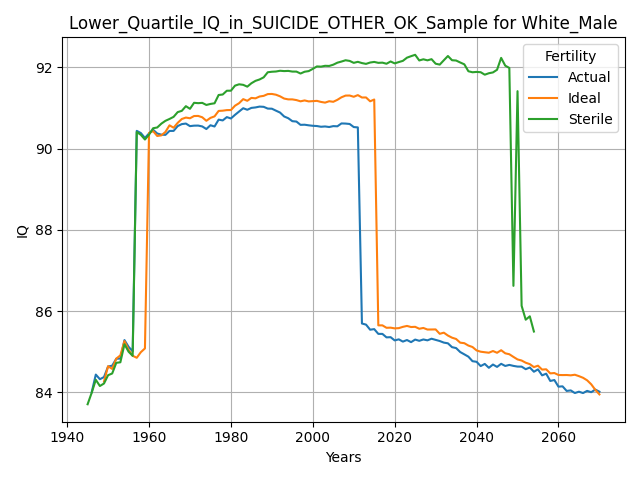 Lower_Quartile_IQ_in_SUICIDE_OTHER_OK_Sample for White_Male
Fertility
Actual
Ideal
Sterile
92
90
88
86
84
IQ
1940 1960 1980 2000 2020 2040 2060
Years